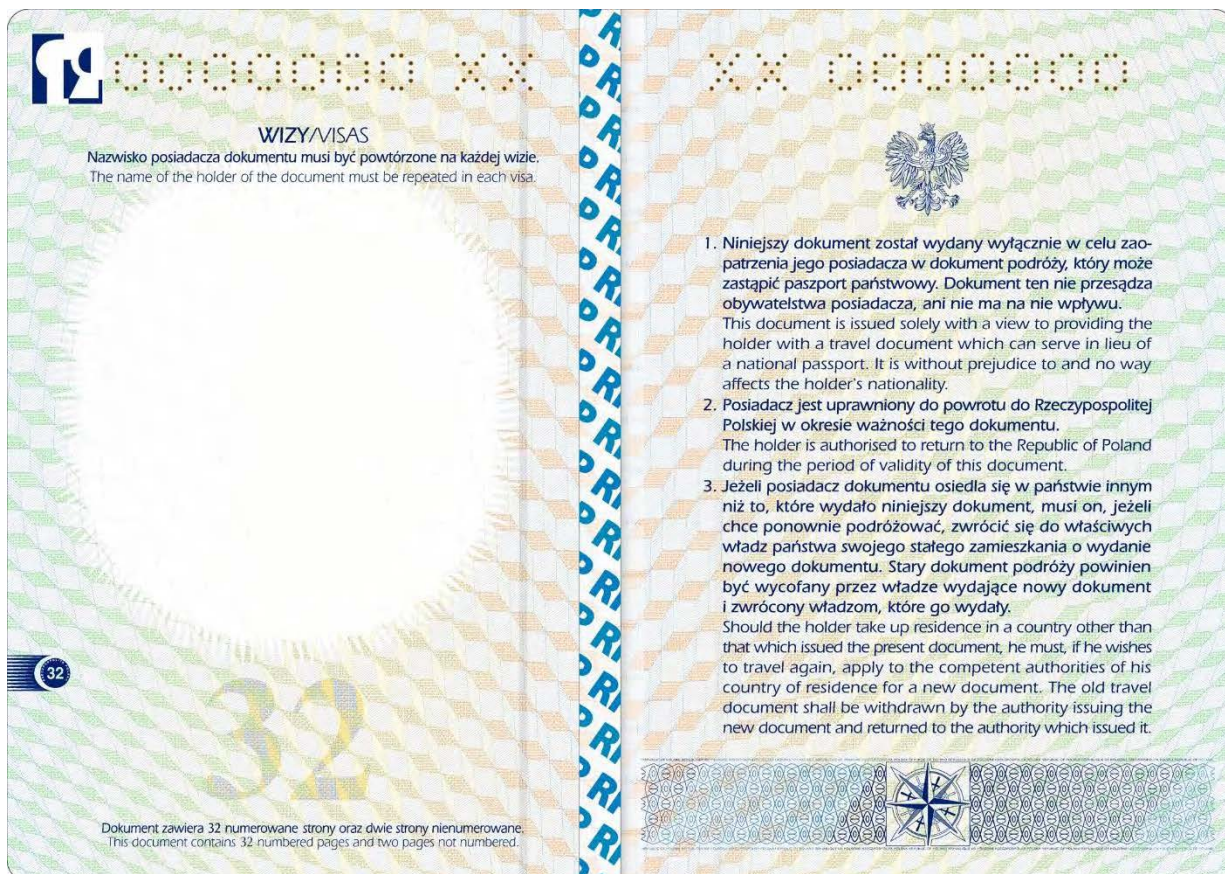 0000000 XX
WIZY/VISAS
Nazwisko posiadacza dokumentu musi być powtórzone na każdej wizie.
The name of the holder of the document must be repeated in each visa.
32
32
Dokument zawiera 32 numerowane strony oraz dwie strony nienumerowane.
This document contains 32 numbered pages and two pages not numbered.
XX 0000000
1. Niniejszy dokument został wydany wyłącznie w celu zao-
patrzenia jego posiadacza w dokument podróży, który może
zastąpić paszport państwowy. Dokument ten nie przesądza
obywatelstwa posiadacza, ani nie ma na nie wpływu.
This document is issued solely with a view to providing the
holder with a travel document which can serve in lieu of
a national passport. It is without prejudice to and no way
affects the holder's nationality.
2. Posiadacz jest uprawniony do powrotu do Rzeczypospolitej
Polskiej w okresie ważności tego dokumentu.
The holder is authorised to return to the Republic of Poland
during the period of validity of this document.
3. Jeżeli posiadacz dokumentu osiedla się w państwie innym
niż to, które wydało niniejszy dokument, musi on, jeżeli
chce ponownie podróżować, zwrócić się do właściwych
władz państwa swojego stałego zamieszkania o wydanie
nowego dokumentu. Stary dokument podróży powinien
być wycofany przez władze wydające nowy dokument
i zwrócony władzom, które go wydały.
Should the holder take up residence in a country other than
that which issued the present document, he must, if he wishes
to travel again, apply to the competent authorities of his
country of residence for a new document. The old travel
document shall be withdrawn by the authority issuing the
new document and returned to the authority which issued it.